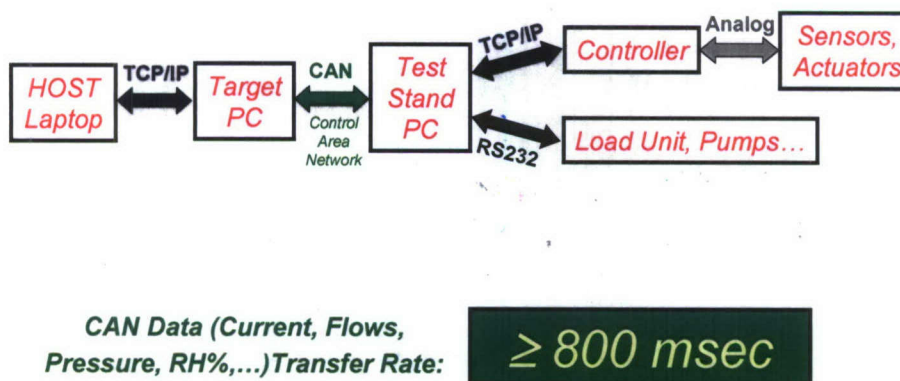 HOST
Laptop
TCP/IP
Target
PC
CAN
Control
Area
Network
Test
Stand
PC
TCP/IP
Controller
Analog
Sensors,
Actuators
RS232
Load Unit, Pumps...
CAN Data (Current, Flows,
Pressure, RH%,...)Transfer Rate:
≥ 800 msec